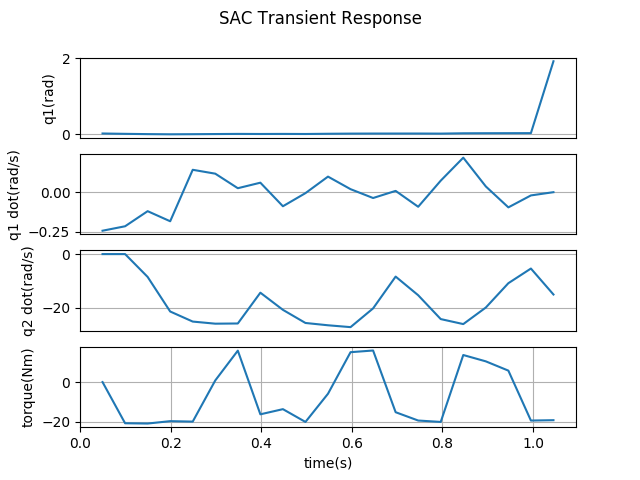 SAC Transient Response
2
0
q1(rad)
0.00
−0.25
q1 dot(rad/s)
0
−20
q2 dot(rad/s)
0
−20
torque(Nm)
0.0 0.2 0.4 0.6 0.8 1.0
time(s)